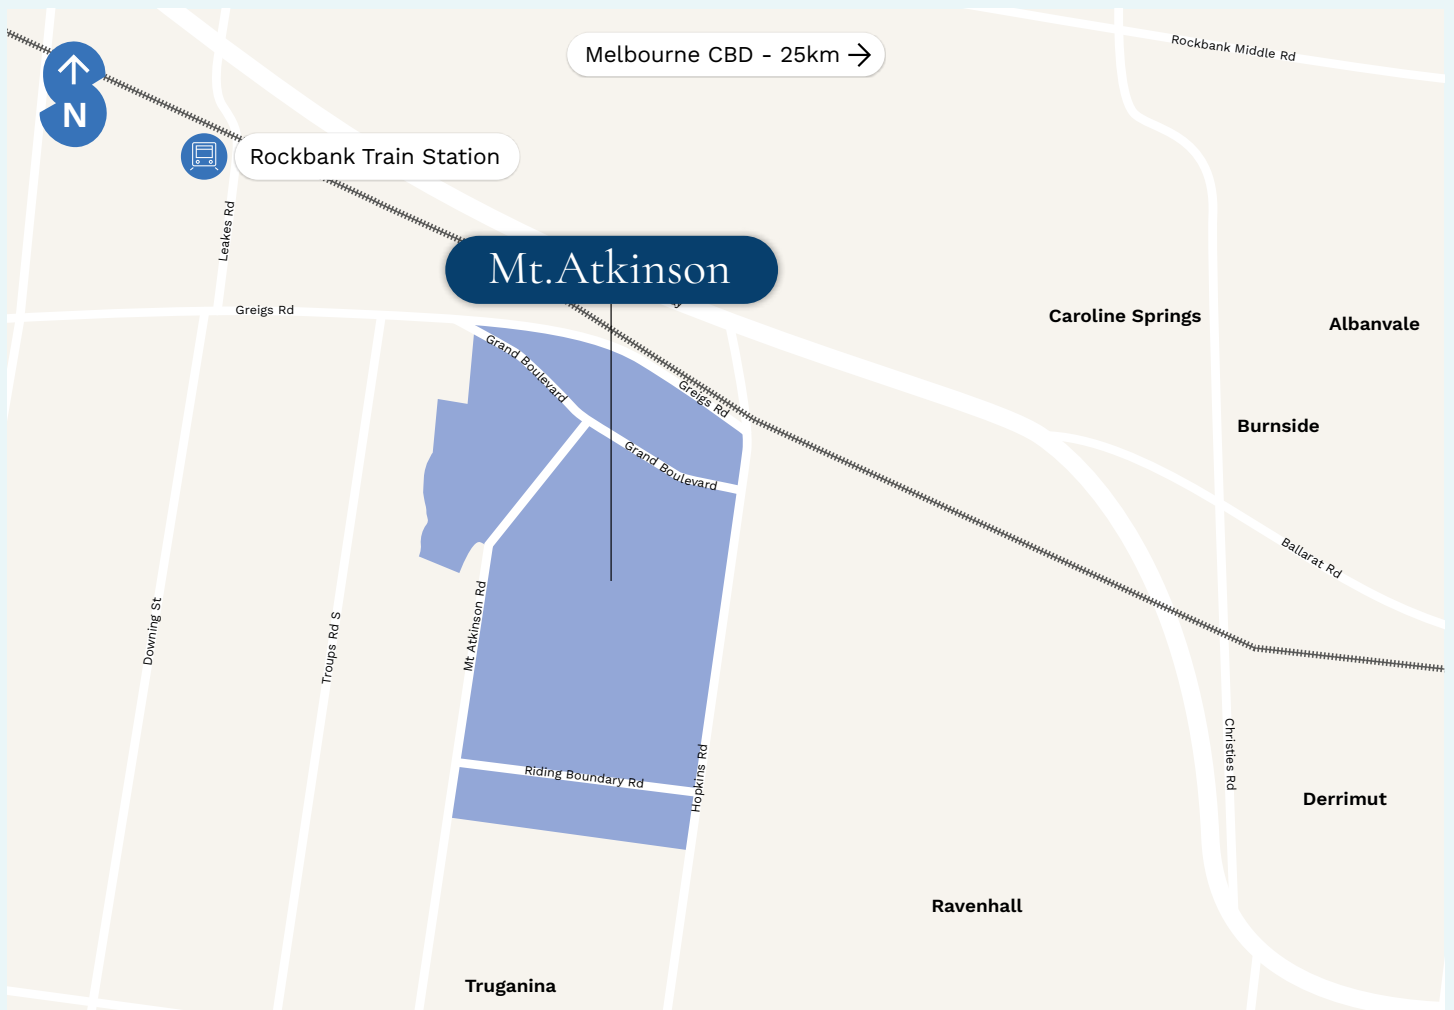 Rockbank Middle Rd
Melbourne CBD - 25km
N
Rockbank Train Station
Leakes Rd
Mt.Atkinson
Greigs Rd
Caroline Springs
Albanvale
Grand Boulevard
Greigs Rd
Burnside
Grand Boulevard
Ballarat Rd
Mt Atkinson Rd
Downing St
Troups Rd S
Christies Rd
Hopkins Rd
Riding Boundary Rd
Derrimut
Ravenhall
Truganina